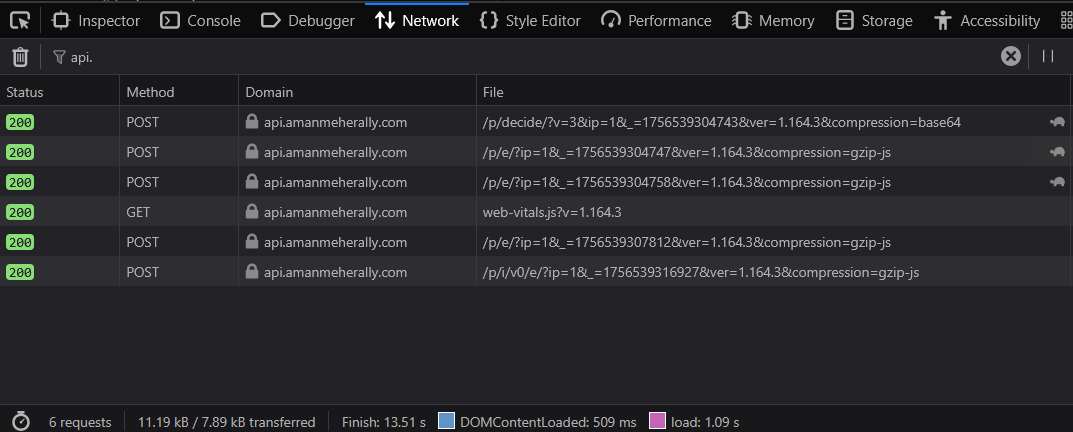 Inspector Console Debugger Network Style Editor Performance Memory Storage Accessibility
api.
Status Method Domain File
200 POST api.amanmeherally.com /p/decide/?v=3&ip=1&_=1756539304743&ver=1.164.3&compression=base64
200 POST api.amanmeherally.com /p/e/?ip=1&_=1756539304747&ver=1.164.3&compression=gzip-js
200 POST api.amanmeherally.com /p/e/?ip=1&_=1756539304758&ver=1.164.3&compression=gzip-js
200 GET api.amanmeherally.com web-vitals.js?v=1.164.3
200 POST api.amanmeherally.com /p/e/?ip=1&_=1756539307812&ver=1.164.3&compression=gzip-js
200 POST api.amanmeherally.com /p/i/v0/e/?ip=1&_=1756539316927&ver=1.164.3&compression=gzip-js
6 requests 11.19 kB / 7.89 kB transferred Finish: 13.51 s DOMContentLoaded: 509 ms load: 1.09 s